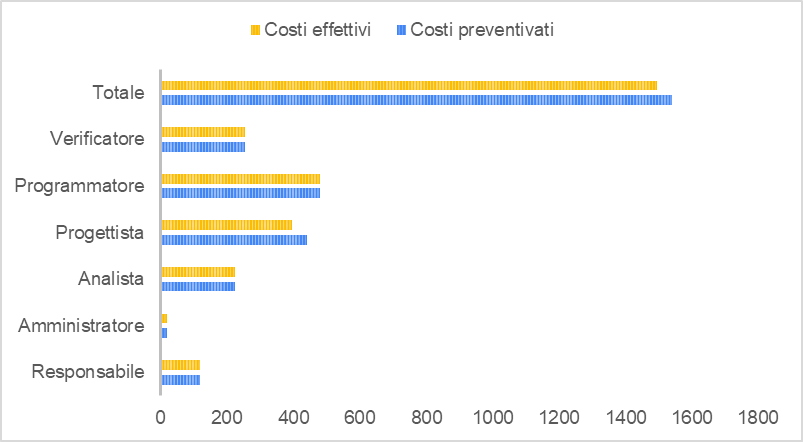 Costi effettivi Costi preventivati
Totale
Verificatore
Programmatore
Progettista
Analista
Amministratore
Responsabile
0 200 400 600 800 1000 1200 1400 1600 1800